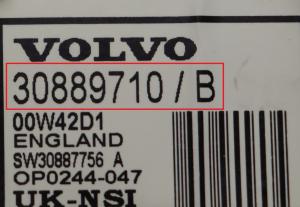 VOLVO
30889710 / B
00W42D1
ENGLAND
SW30887756 A
OP0244-047
UK-NSI